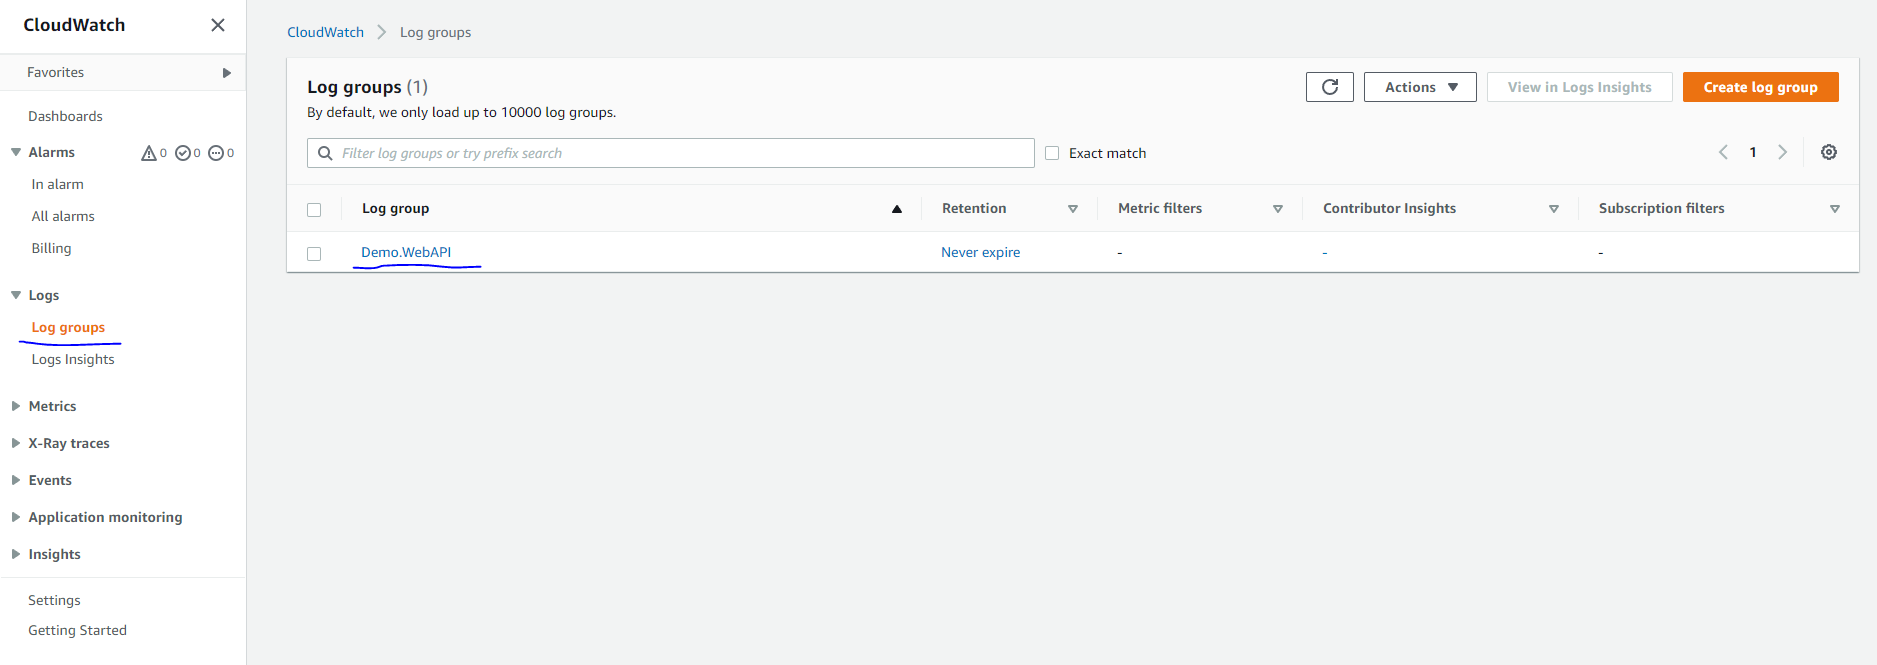 CloudWatch
Favorites
Dashboards
Alarms 0 0 0
In alarm
All alarms
Billing
Logs
Log groups
Logs Insights
Metrics
X-Ray traces
Events
Application monitoring
Insights
Settings
Getting Started
CloudWatch > Log groups
Log groups (1)
By default, we only load up to 10000 log groups.
Actions View in Logs Insights Create log group
Filter log groups or try prefix search Exact match 1
Log group Retention Metric filters Contributor Insights Subscription filters
Demo.WebAPI Never expire - - -